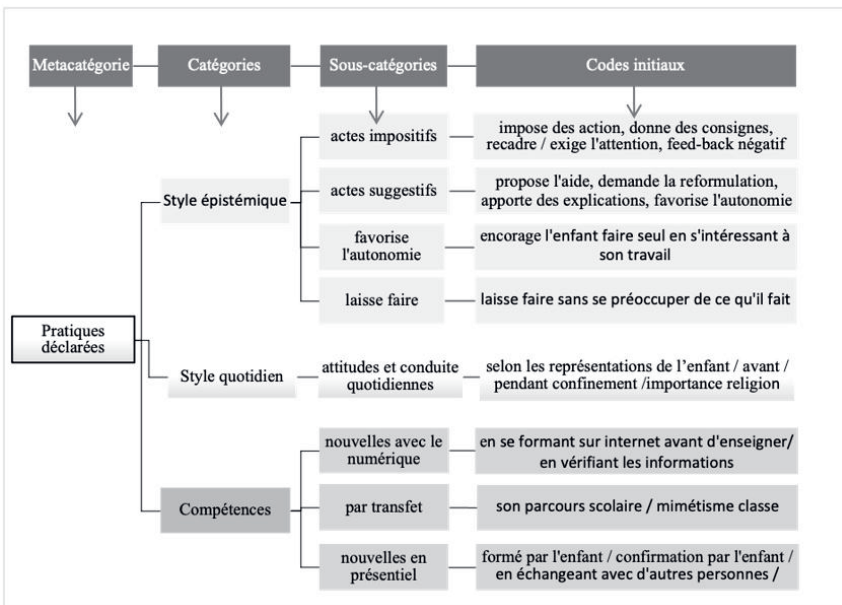 Metacatégorie
Catégories
Sous-catégories
Codes initiaux
actes impositifs
impose des action, donne des consignes,
recadre / exige l'attention, feed-back négatif
Style épistémique
actes suggestifs
propose l'aide, demande la reformulation,
apporte des explications, favorise l'autonomie
favorise
l'autonomie
encorage l'enfant faire seul en s'intéressant à
son travail
laisse faire
laisse faire sans se préoccuper de ce qu'il fait
Pratiques
déclarées
Style quotidien
attitudes et conduite
quotidiennes
selon les représentations de l'enfant / avant /
pendant confinement /importance religion
Compétences
nouvelles avec le
numérique
en se formant sur internet avant d'enseigner/
en vérifiant les informations
par transfet
son parcours scolaire / mimétisme classe
nouvelles en
présentiel
formé par l'enfant / confirmation par l'enfant /
en échangeant avec d'autres personnes /